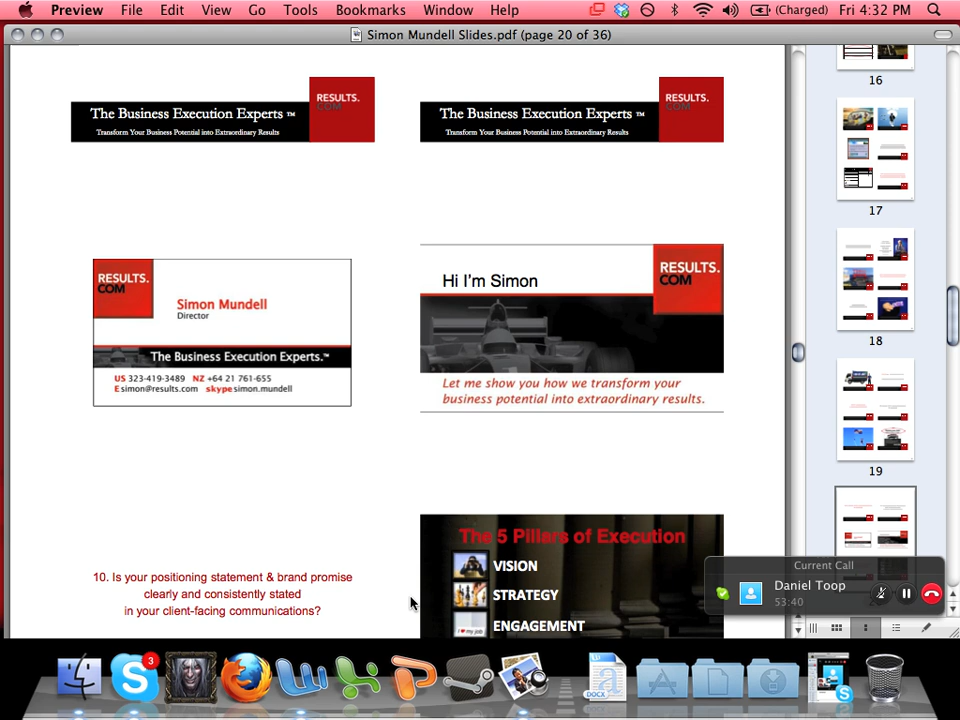 Preview File Edit View Go Tools Bookmarks Window Help (Charged) Fri 4:32 PM
Simon Mundell Slides.pdf (page 20 of 36)
The Business Execution Experts ™
Transform Your Business Potential into Extraordinary Results
RESULTS.
COM
The Business Execution Experts ™
Transform Your Business Potential into Extraordinary Results
RESULTS.
COM
RESULTS.
COM
Simon Mundell
Director
The Business Execution Experts.™
US 323-419-3489 NZ +64 21 761-655
E simon@results.com skype simon.mundell
Hi I'm Simon
RESULTS.
COM
Let me show you how we transform your
business potential into extraordinary results.
10. Is your positioning statement & brand promise
clearly and consistently stated
in your client-facing communications?
The 5 Pillars of Execution
VISION
STRATEGY
I ♥ my job
ENGAGEMENT
16
17
18
19
Current Call
Daniel Toop
53:40
3
DOCX